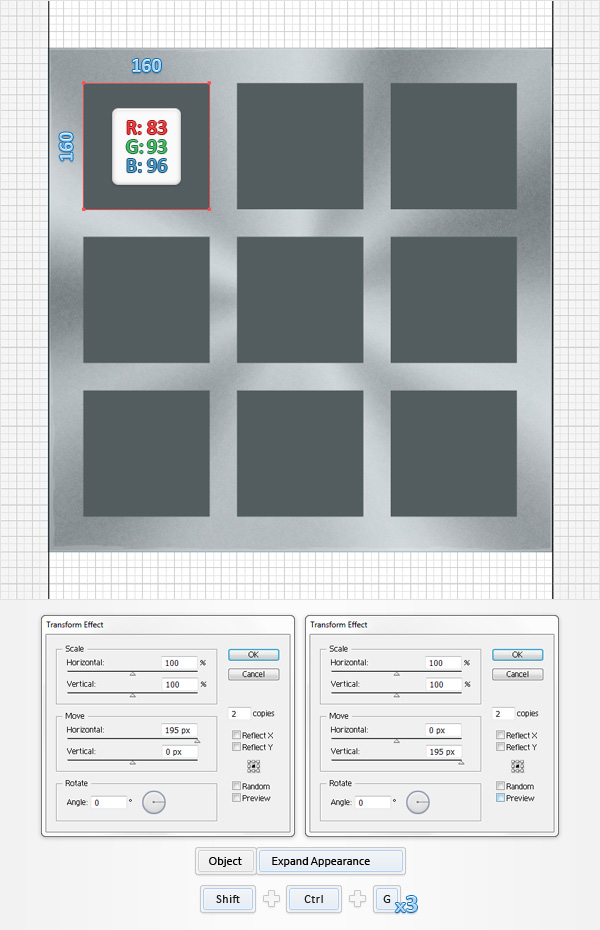 160
160
R: 83
G: 93
B: 96
Transform Effect
Scale
Horizontal: 100 %
Vertical: 100 %
Move
Horizontal: 195 px
Vertical: 0 px
Rotate
Angle: 0 °
OK
Cancel
2 copies
Reflect X
Reflect Y
Random
Preview
Transform Effect
Scale
Horizontal: 100 %
Vertical: 100 %
Move
Horizontal: 0 px
Vertical: 195 px
Rotate
Angle: 0 °
OK
Cancel
2 copies
Reflect X
Reflect Y
Random
Preview
Object Expand Appearance
Shift + Ctrl + G x3